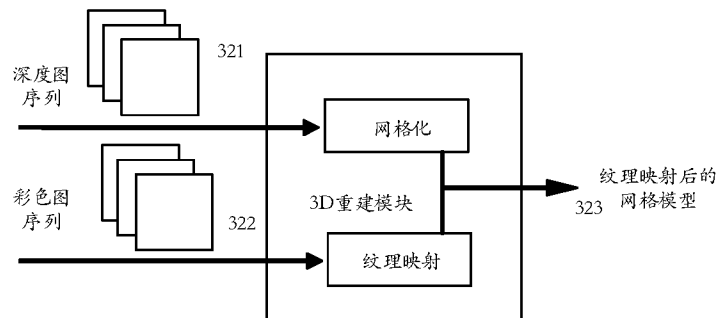 321
深度图
序列
网格化
彩色图
序列
322
3D重建模块
纹理映射
纹理映射后的
网格模型
323